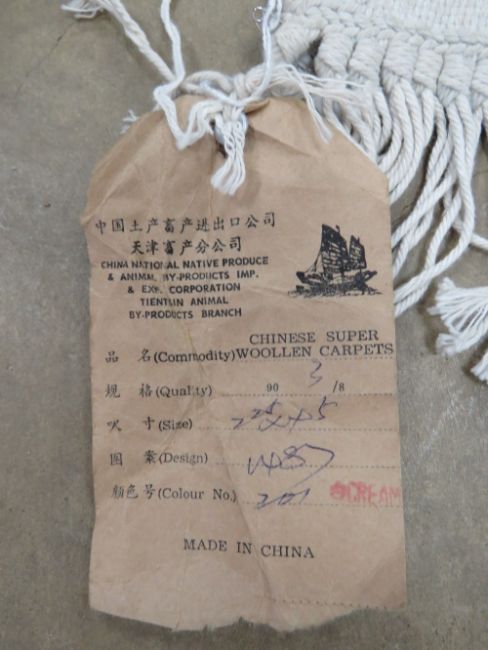 中国土产畜产进出口公司
天津畜产分公司
CHINA NATIONAL NATIVE PRODUCE
& ANIMAL BY-PRODUCTS IMP.
& EXP. CORPORATION
TIENTSIN ANIMAL
BY-PRODUCTS BRANCH
品 名(Commodity) CHINESE SUPER WOOLLEN CARPETS
规 格(Quality) 90 3/8
尺 寸(Size)
图 案(Design)
颜色号(Colour No.) 201 CREAM
MADE IN CHINA